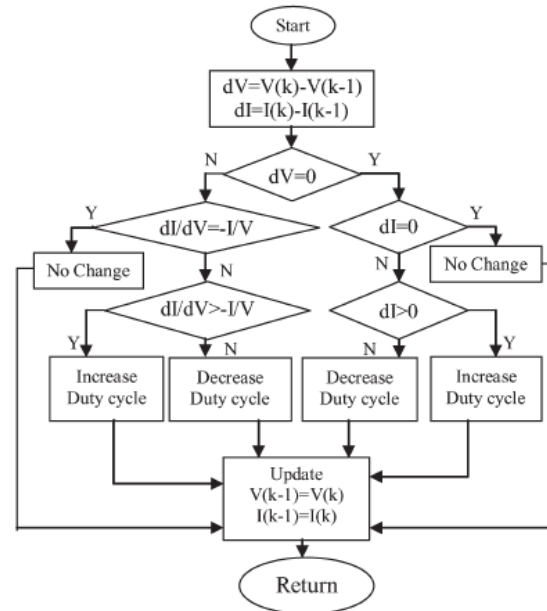 Start
dV=V(k)-V(k-1)
dI=I(k)-I(k-1)
N
Y
dV=0
Y
dI/dV=-I/V
dI=0
Y
No Change
N
N
No Change
dI/dV>-I/V
dI>0
Y
N
N
Y
Increase
Duty cycle
Decrease
Duty cycle
Decrease
Duty cycle
Increase
Duty cycle
Update
V(k-1)=V(k)
I(k-1)=I(k)
Return